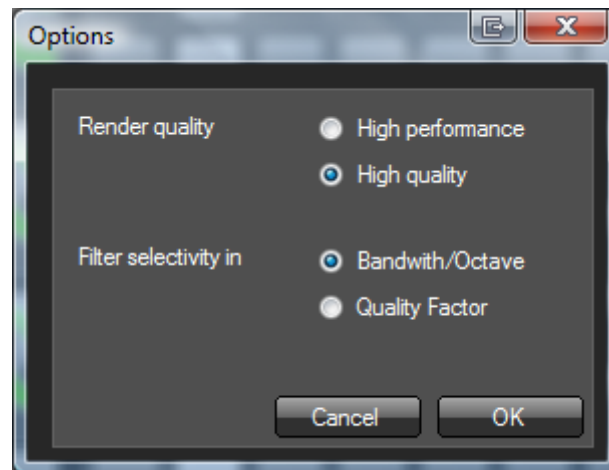 Options
Render quality
High performance
High quality
Filter selectivity in
Bandwith/Octave
Quality Factor
Cancel
OK